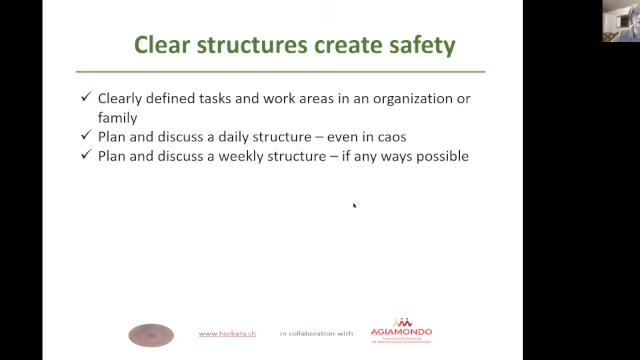 Clear structures create safety
✓ Clearly defined tasks and work areas in an organization or
family
✓ Plan and discuss a daily structure – even in caos
✓ Plan and discuss a weekly structure – if any ways possible
www.horbaty.ch
in collaboration with
AGIAMONDO